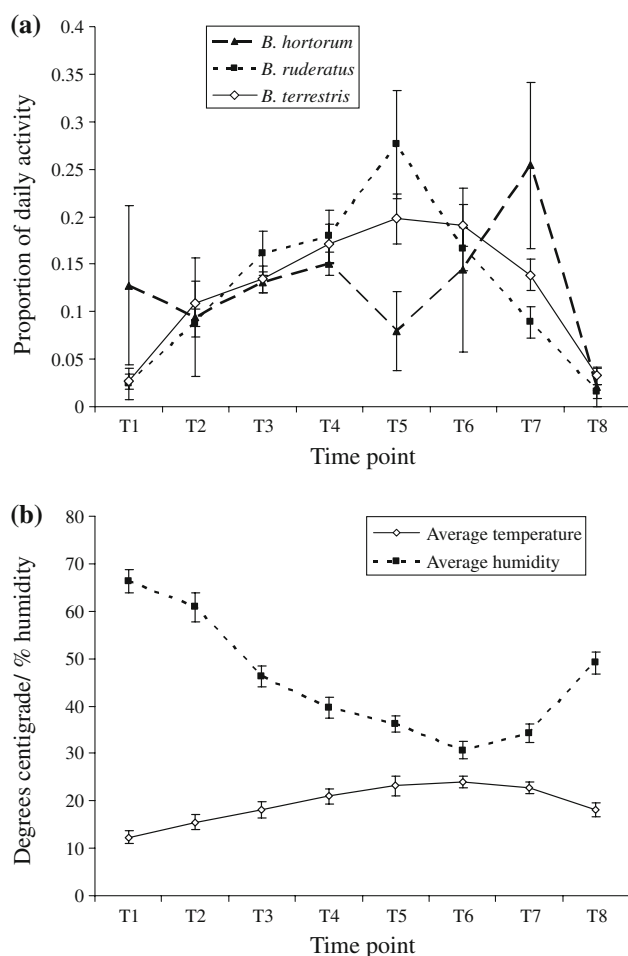 (a)
0.4
0.35
0.3
0.25
0.2
0.15
0.1
0.05
0
Proportion of daily activity
B. hortorum
B. ruderatus
B. terrestris
T1 T2 T3 T4 T5 T6 T7 T8
Time point
(b)
80
70
60
50
40
30
20
10
0
Degrees centigrade/ % humidity
Average temperature
Average humidity
T1 T2 T3 T4 T5 T6 T7 T8
Time point